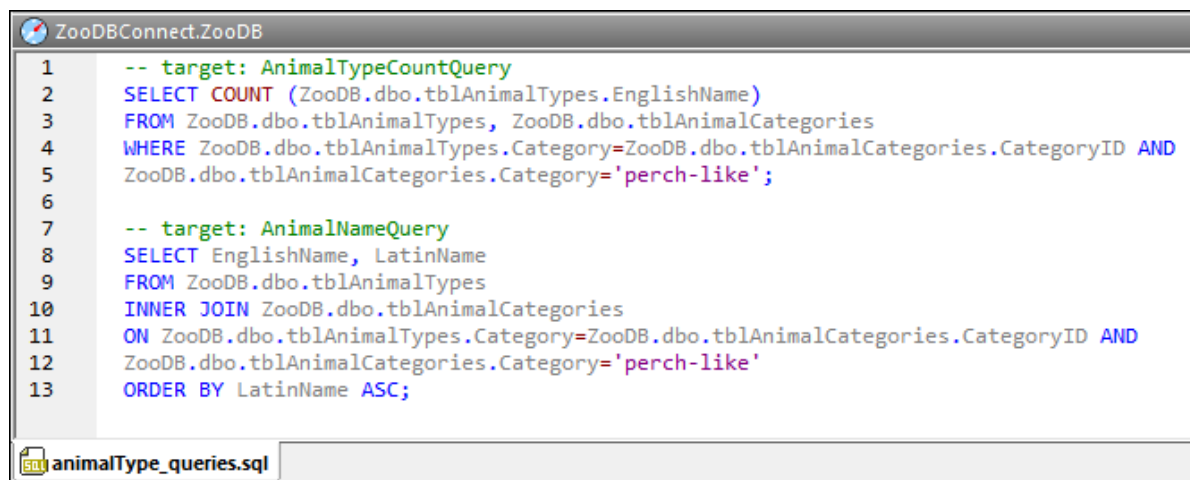 ZooDBConnect.ZooDB
1 -- target: AnimalTypeCountQuery
2 SELECT COUNT (ZooDB.dbo.tblAnimalTypes.EnglishName)
3 FROM ZooDB.dbo.tblAnimalTypes, ZooDB.dbo.tblAnimalCategories
4 WHERE ZooDB.dbo.tblAnimalTypes.Category=ZooDB.dbo.tblAnimalCategories.CategoryID AND
5 ZooDB.dbo.tblAnimalCategories.Category='perch-like';
6
7 -- target: AnimalNameQuery
8 SELECT EnglishName, LatinName
9 FROM ZooDB.dbo.tblAnimalTypes
10 INNER JOIN ZooDB.dbo.tblAnimalCategories
11 ON ZooDB.dbo.tblAnimalTypes.Category=ZooDB.dbo.tblAnimalCategories.CategoryID AND
12 ZooDB.dbo.tblAnimalCategories.Category='perch-like'
13 ORDER BY LatinName ASC;
SQL animalType_queries.sql